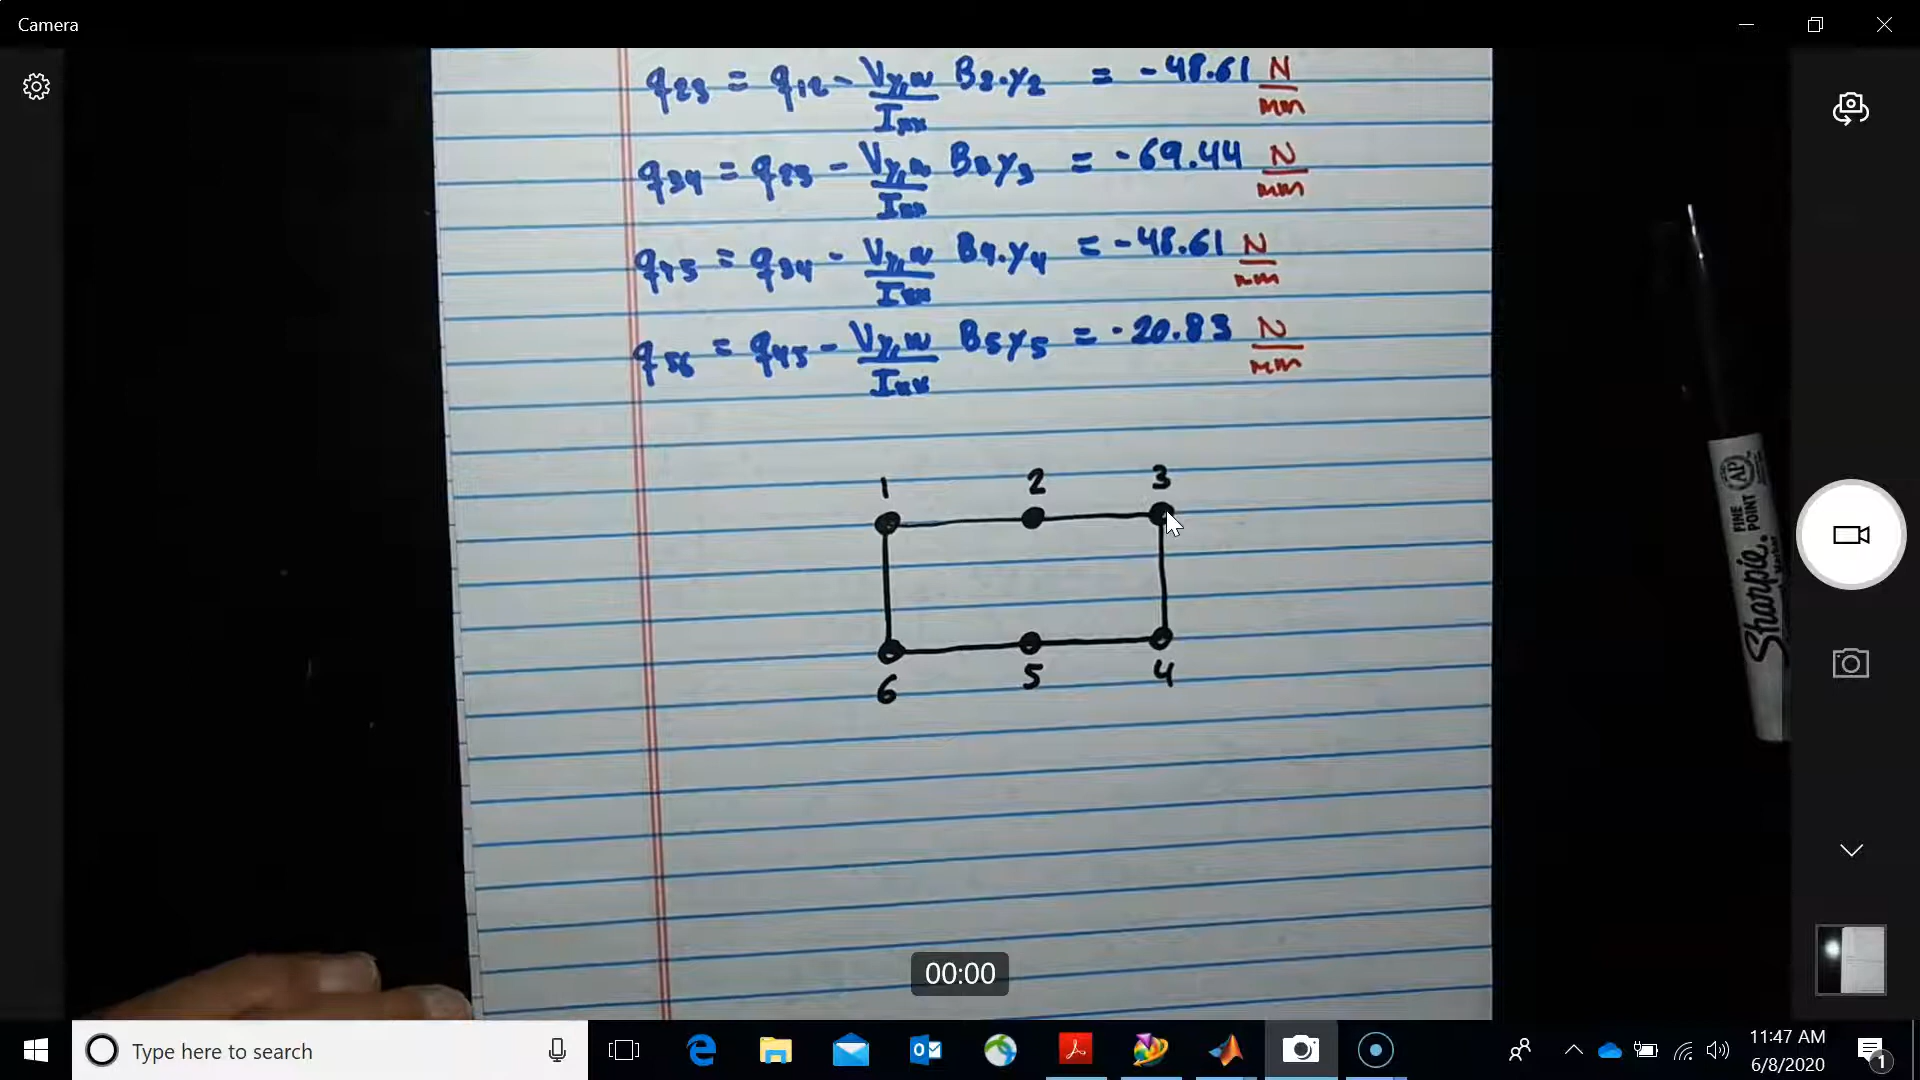 Camera
q23 = q12 - Vy,w/Ixx B2.y2 = -48.61 N/mm
q34 = q23 - Vy,w/Ixx B3y3 = -69.44 N/mm
q45 = q34 - Vy,w/Ixx B4.y4 = -48.61 N/mm
q56 = q45 - Vy,w/Ixx B5y5 = -20.83 N/mm
1 2 3
6 5 4
AP
FINE POINT
Sharpie.
00:00
Type here to search
11:47 AM
6/8/2020
1